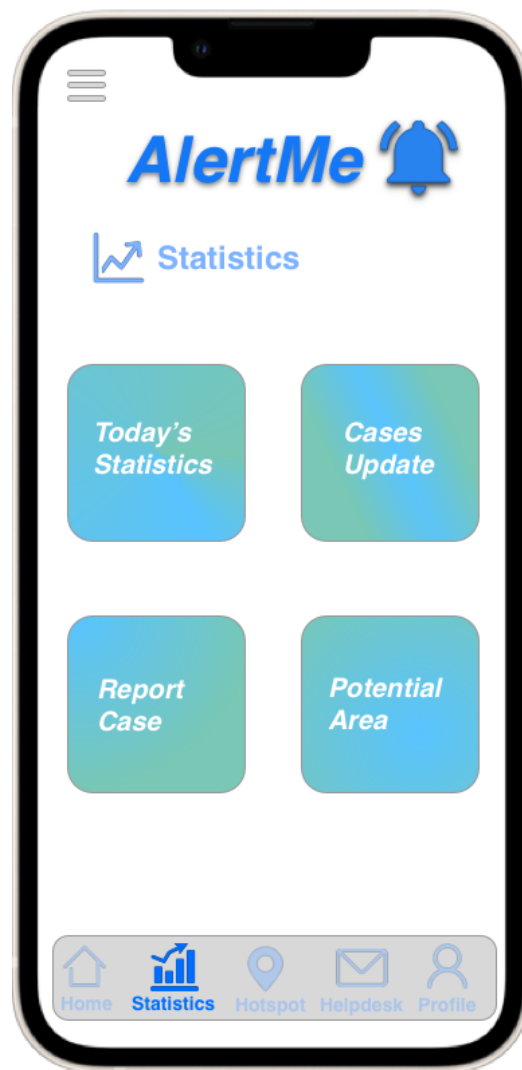 AlertMe
Statistics
Today's
Statistics
Cases
Update
Report
Case
Potential
Area
Home Statistics Hotspot Helpdesk Profile